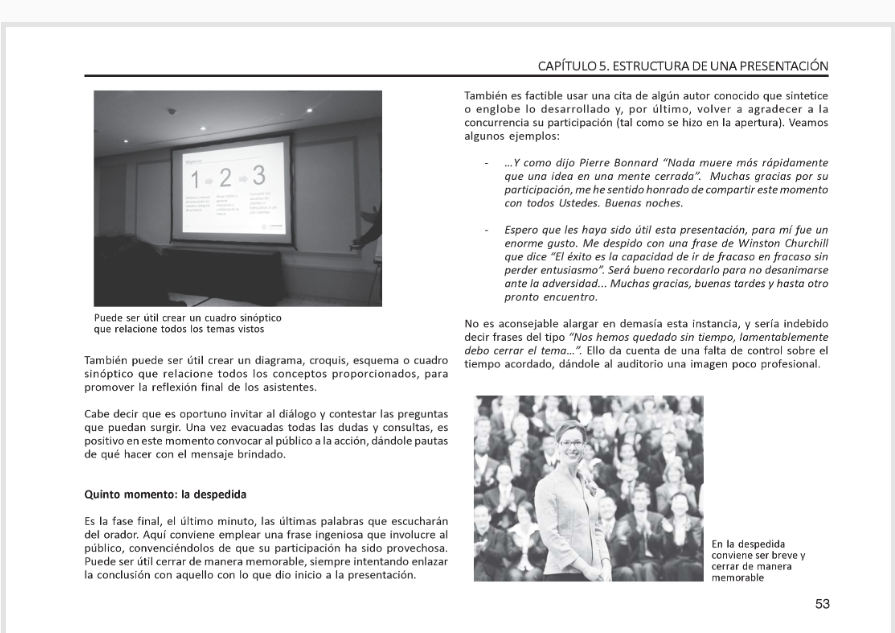 CAPÍTULO 5. ESTRUCTURA DE UNA PRESENTACIÓN
1 2 3
Puede ser útil crear un cuadro sinóptico
que relacione todos los temas vistos
También puede ser útil crear un diagrama, croquis, esquema o cuadro
sinóptico que relacione todos los conceptos proporcionados, para
promover la reflexión final de los asistentes.
Cabe decir que es oportuno invitar al diálogo y contestar las preguntas
que puedan surgir. Una vez evacuadas todas las dudas y consultas, es
positivo en este momento convocar al público a la acción, dándole pautas
de qué hacer con el mensaje brindado.
Quinto momento: la despedida
Es la fase final, el último minuto, las últimas palabras que escucharán
del orador. Aquí conviene emplear una frase ingeniosa que involucre al
público, convenciéndolos de que su participación ha sido provechosa.
Puede ser útil cerrar de manera memorable, siempre intentando enlazar
la conclusión con aquello con lo que dio inicio a la presentación.
También es factible usar una cita de algún autor conocido que sintetice
o englobe lo desarrollado y, por último, volver a agradecer a la
concurrencia su participación (tal como se hizo en la apertura). Veamos
algunos ejemplos:
- …Y como dijo Pierre Bonnard “Nada muere más rápidamente
que una idea en una mente cerrada”. Muchas gracias por su
participación, me he sentido honrado de compartir este momento
con todos Ustedes. Buenas noches.
- Espero que les haya sido útil esta presentación, para mí fue un
enorme gusto. Me despido con una frase de Winston Churchill
que dice “El éxito es la capacidad de ir de fracaso en fracaso sin
perder entusiasmo”. Será bueno recordarlo para no desanimarse
ante la adversidad... Muchas gracias, buenas tardes y hasta otro
pronto encuentro.
No es aconsejable alargar en demasía esta instancia, y sería indebido
decir frases del tipo “Nos hemos quedado sin tiempo, lamentablemente
debo cerrar el tema…”. Ello da cuenta de una falta de control sobre el
tiempo acordado, dándole al auditorio una imagen poco profesional.
En la despedida
conviene ser breve y
cerrar de manera
memorable
53